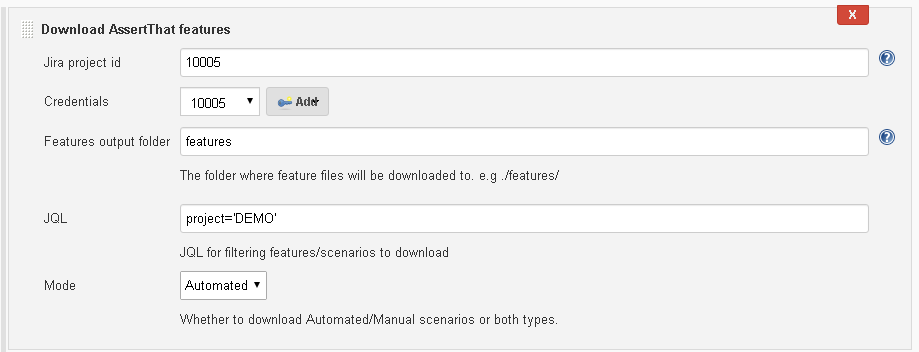 X
Download AssertThat features
Jira project id 10005 ?
Credentials 10005 Add
Features output folder features ?
The folder where feature files will be downloaded to. e.g ./features/
JQL project='DEMO'
JQL for filtering features/scenarios to download
Mode Automated
Whether to download Automated/Manual scenarios or both types.